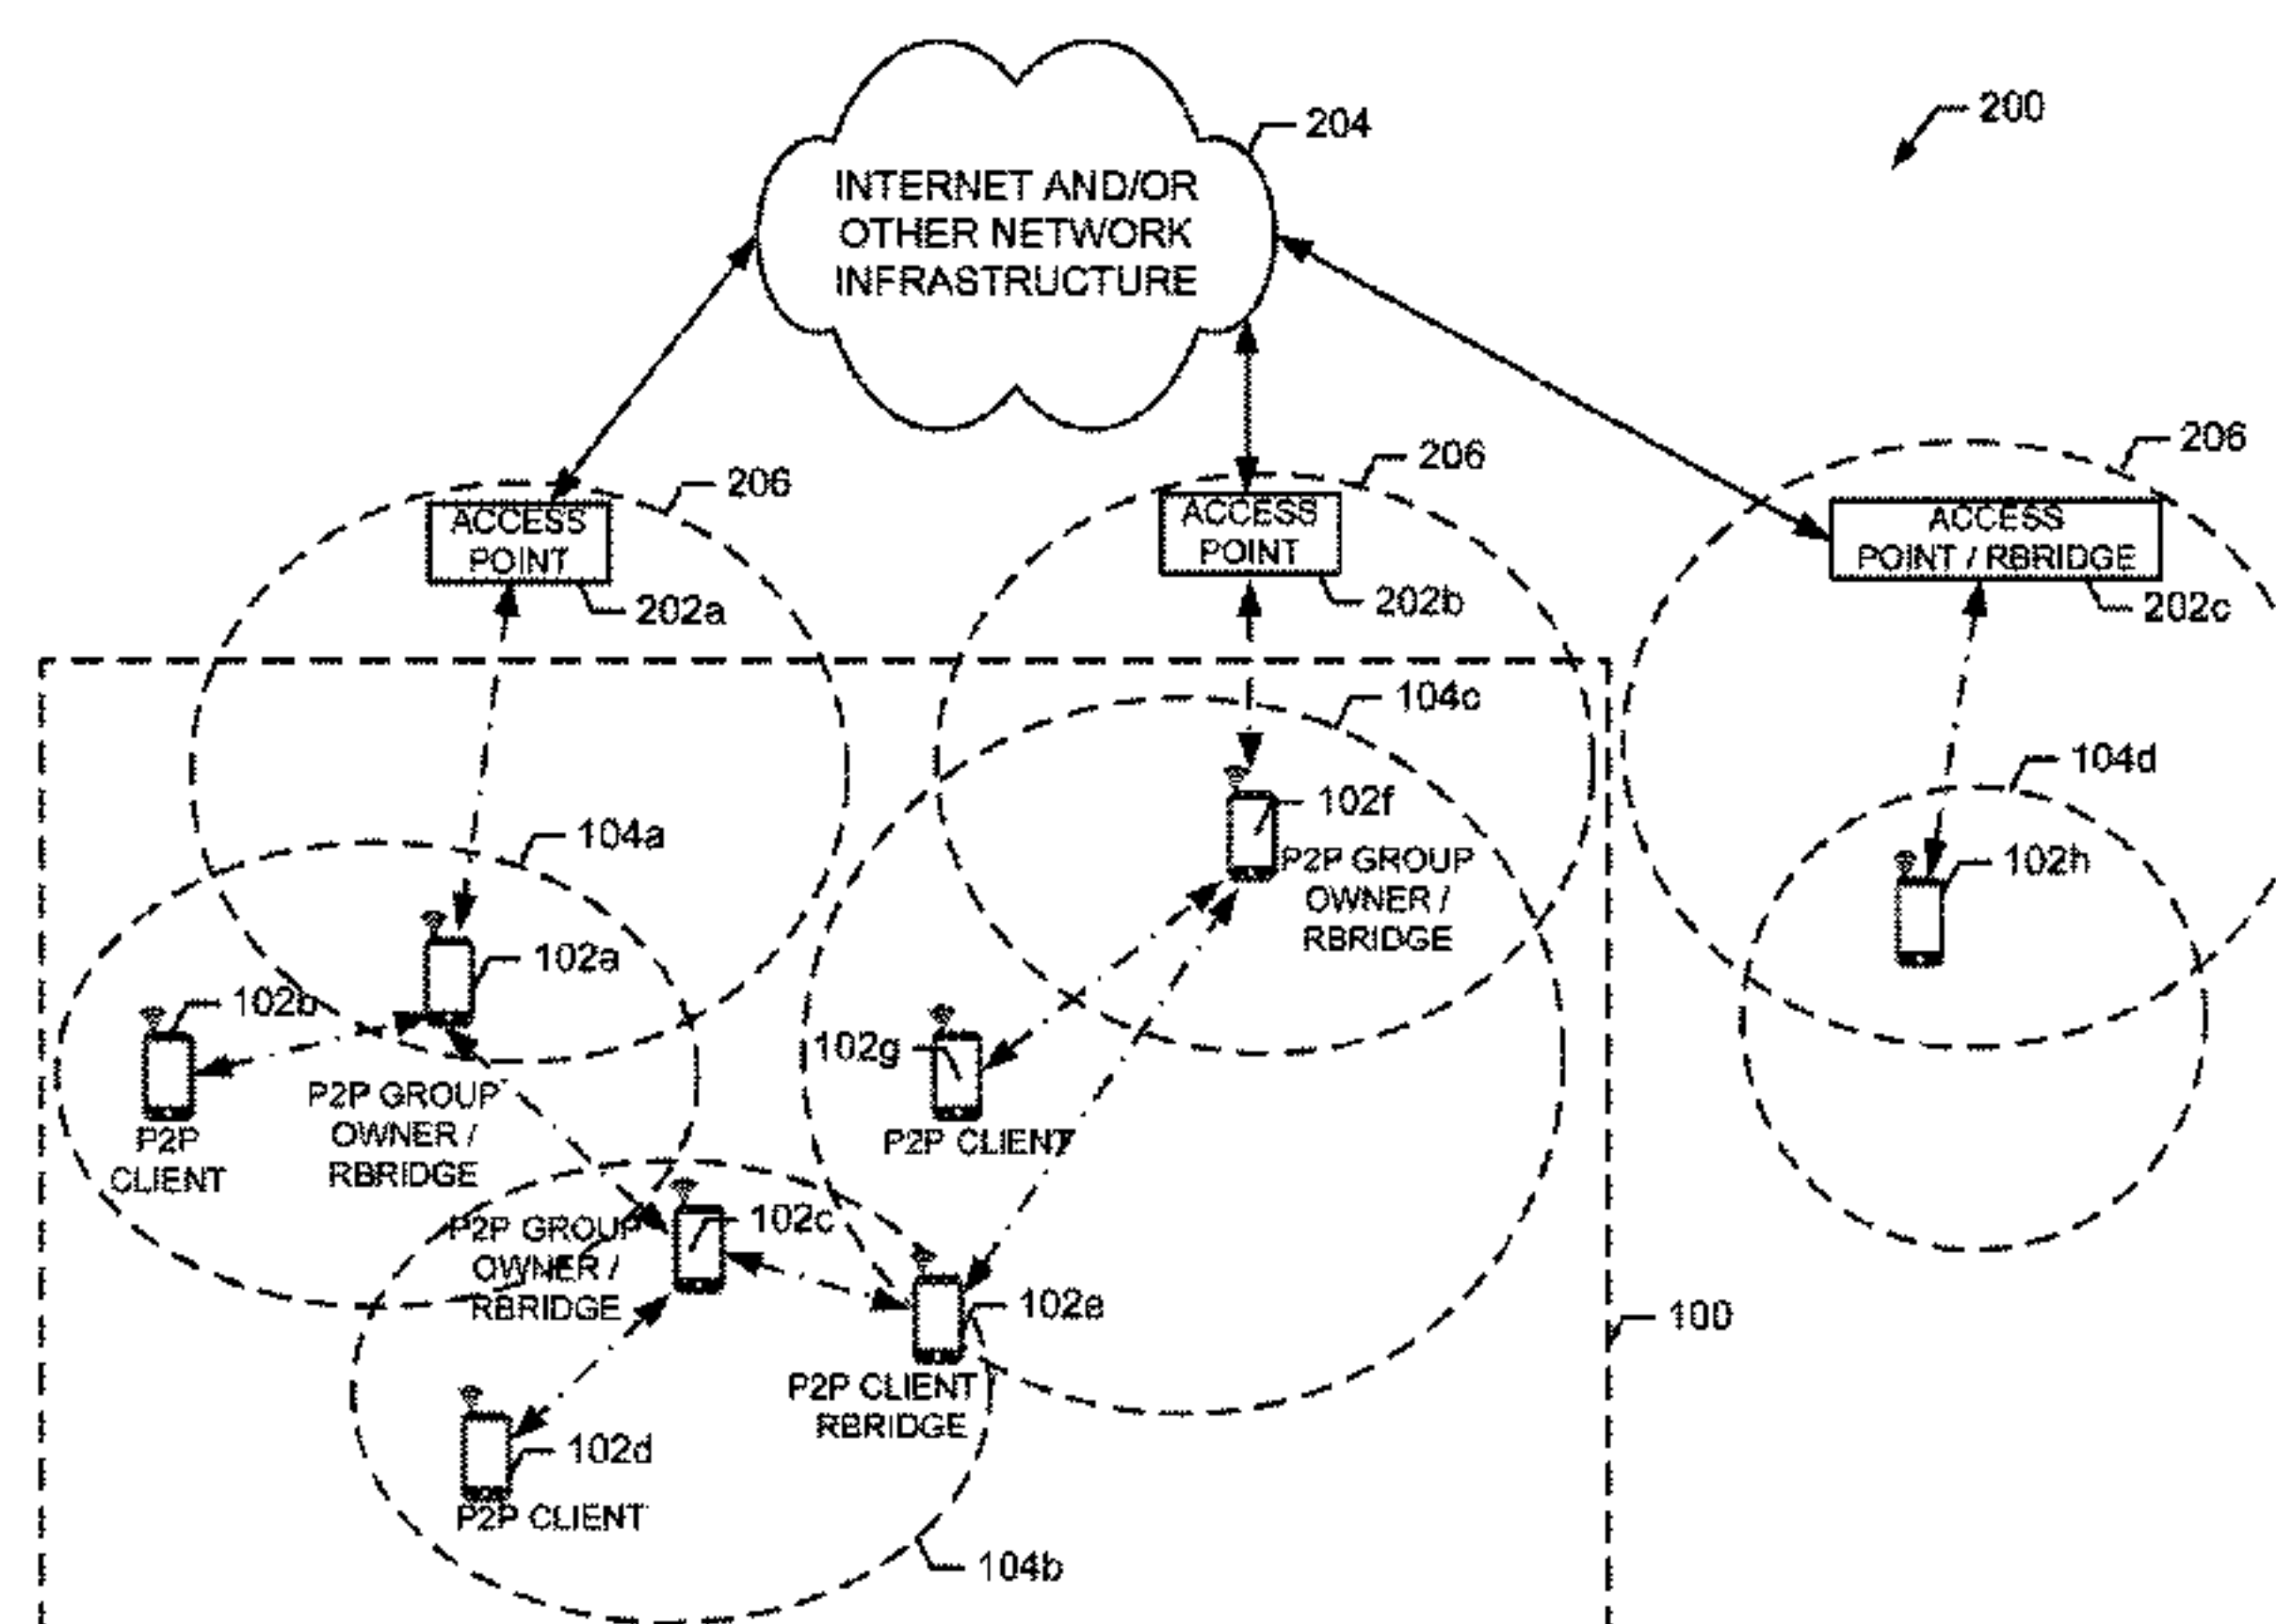 204
200
INTERNET AND/OR
OTHER NETWORK
INFRASTRUCTURE
206
206
206
ACCESS
POINT
202a
ACCESS
POINT
202b
ACCESS
POINT / RBRIDGE
202c
104c
104d
104a
102f
P2P GROUP
OWNER /
RBRIDGE
102h
102a
102b
102g
P2P GROUP
OWNER /
RBRIDGE
P2P
CLIENT
P2P CLIENT
P2P GROUP
OWNER /
RBRIDGE
102c
102e
100
P2P CLIENT /
RBRIDGE
102d
P2P CLIENT
104b